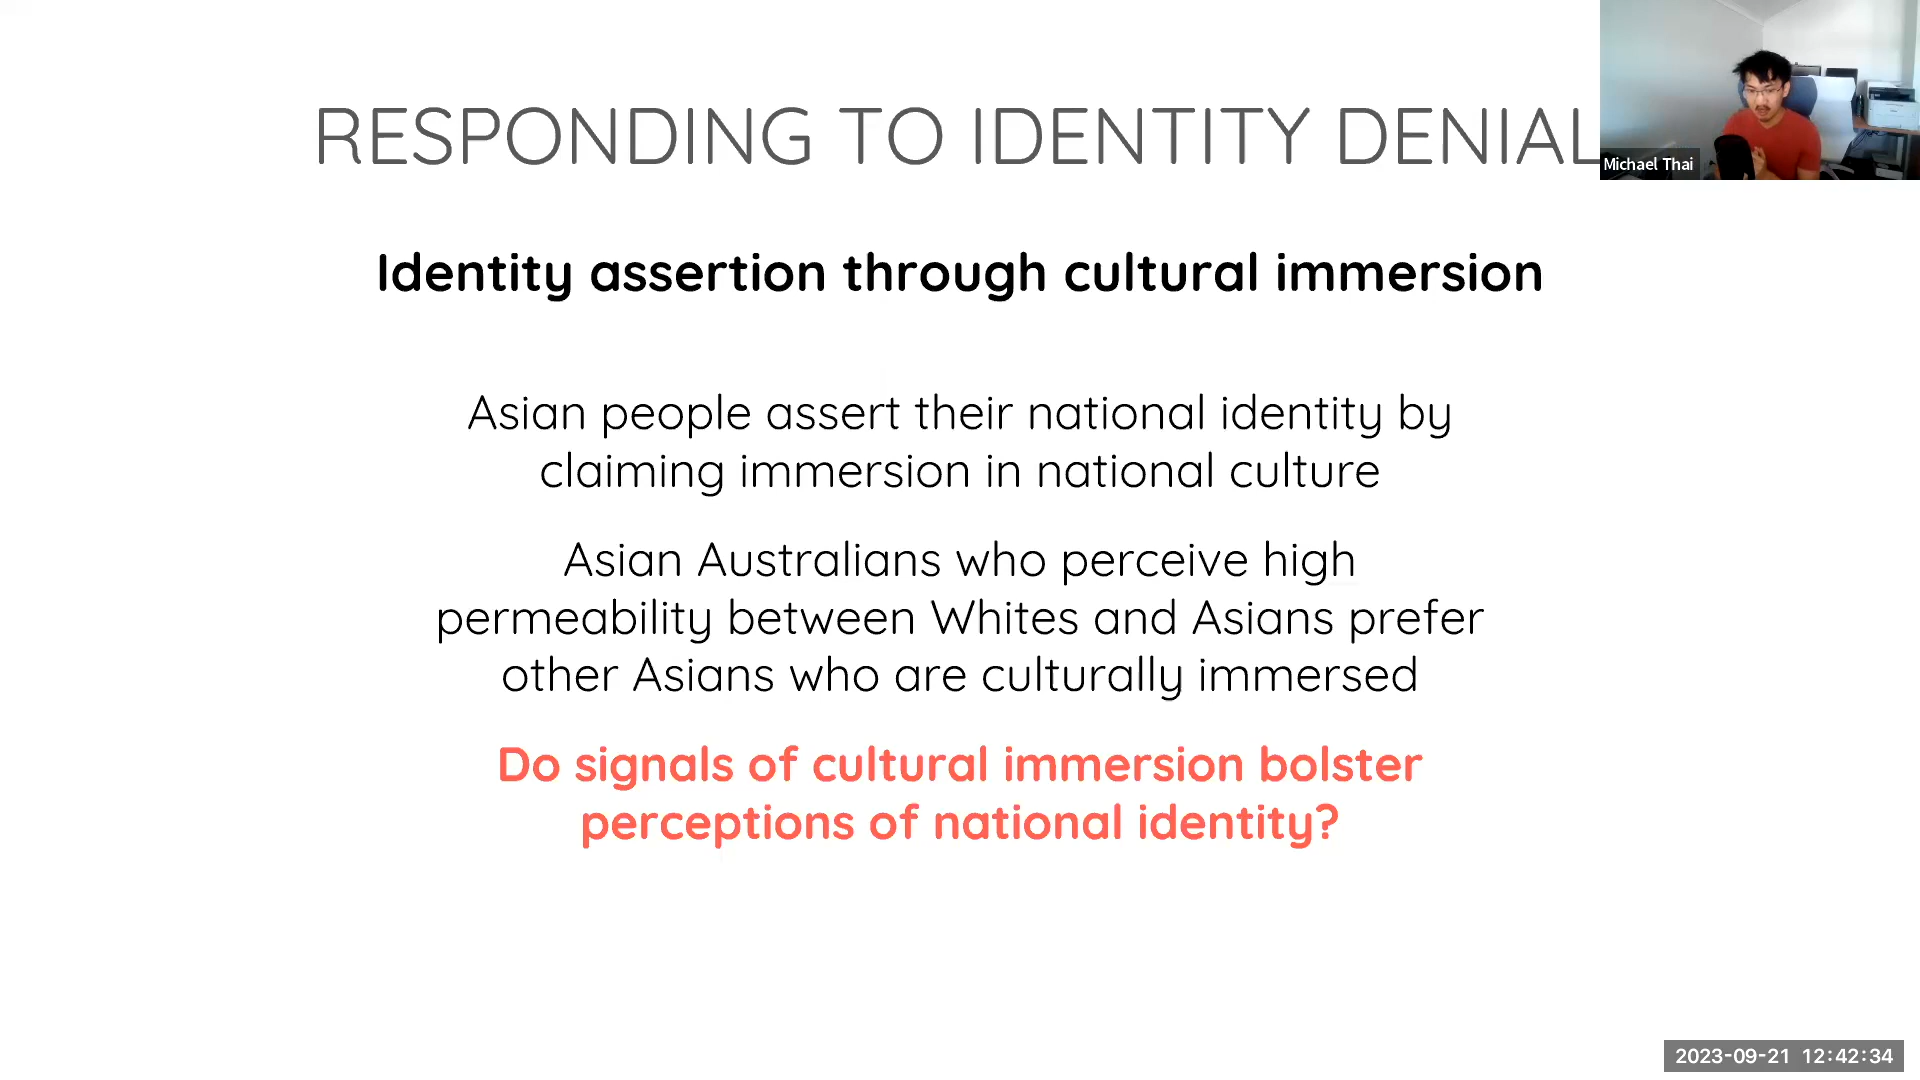 RESPONDING TO IDENTITY DENIAL
Michael Thai
Identity assertion through cultural immersion
Asian people assert their national identity by
claiming immersion in national culture
Asian Australians who perceive high
permeability between Whites and Asians prefer
other Asians who are culturally immersed
Do signals of cultural immersion bolster
perceptions of national identity?
2023-09-21 12:42:34